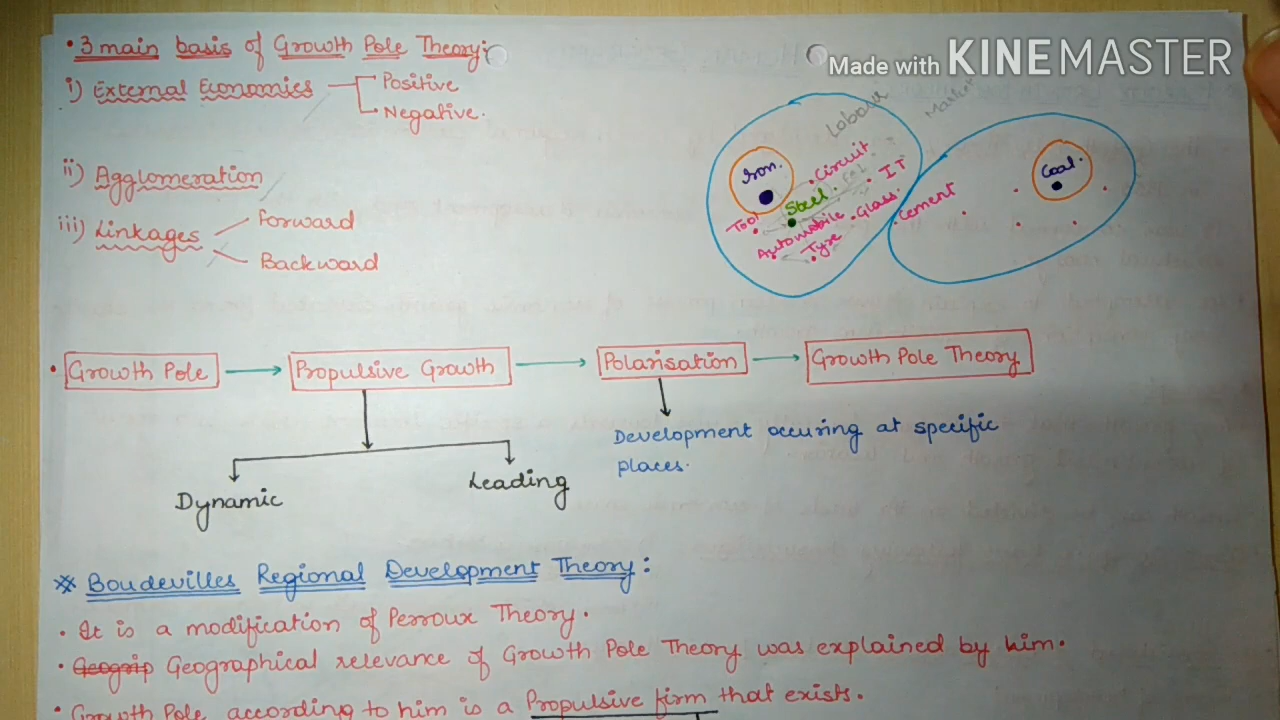 Made with KINEMASTER
• 3 main basis of Growth Pole Theory:
i) External Economies
Positive
Negative.
ii) Agglomeration
iii) Linkages
Forward
Backward
Labour
Market
Iron.
Circuit
IT
Steel.
Tool
Glass.
Automobile
Tyre
Cement
Coal.
• Growth Pole
Propulsive Growth
Polarisation
Growth Pole Theory
Dynamic
Leading
Development occuring at specific
places.
Boudevilles Regional Development Theory:
• It is a modification of Perroux Theory.
• Geogrip Geographical relevance of Growth Pole Theory was explained by him.
• Growth Pole according to him is a Propulsive firm that exists.